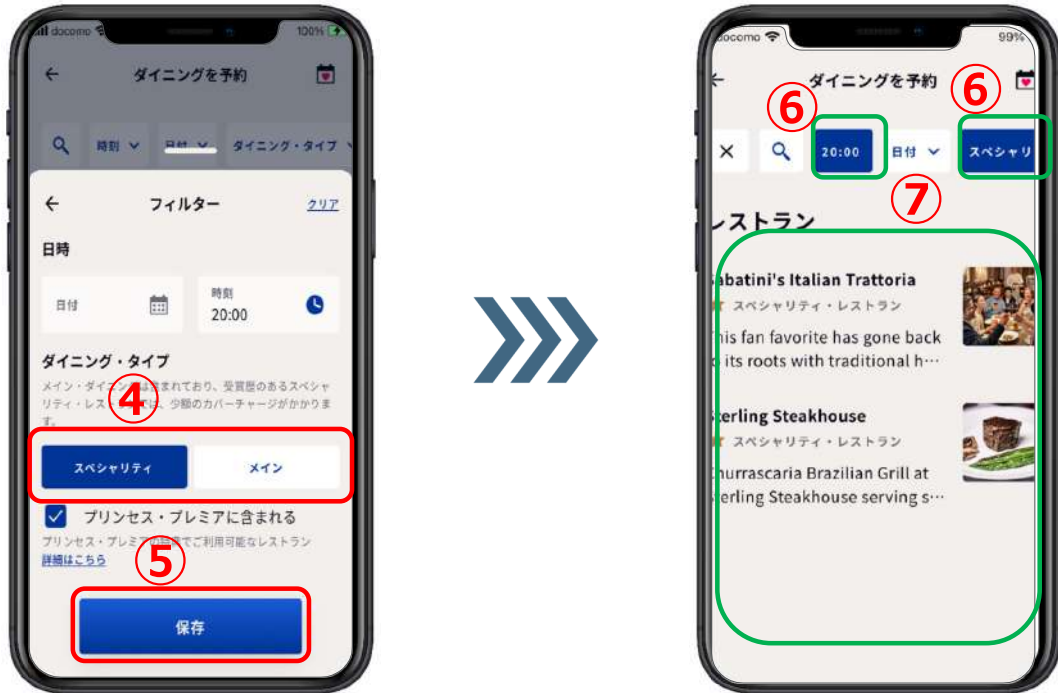 docomo 100%
ダイニングを予約
時刻 日付 ダイニング・タイプ
フィルター クリア
日時
日付
時刻
20:00
ダイニング・タイプ
メイン・ダイニングは含まれており、受賞歴のあるスペシャ
リティ・レストランでは、少額のカバーチャージがかかりま
す。
④
スペシャリティ メイン
プリンセス・プレミアに含まれる
プリンセス・プレミアの特典でご利用可能なレストラン
詳細はこちら
⑤
保存
docomo 99%
ダイニングを予約
⑥ ⑥
20:00 日付 スペシャリ
⑦
レストラン
Sabatini's Italian Trattoria
スペシャリティ・レストラン
This fan favorite has gone back
to its roots with traditional h…
Sterling Steakhouse
スペシャリティ・レストラン
Churrascaria Brazilian Grill at
Sterling Steakhouse serving s…